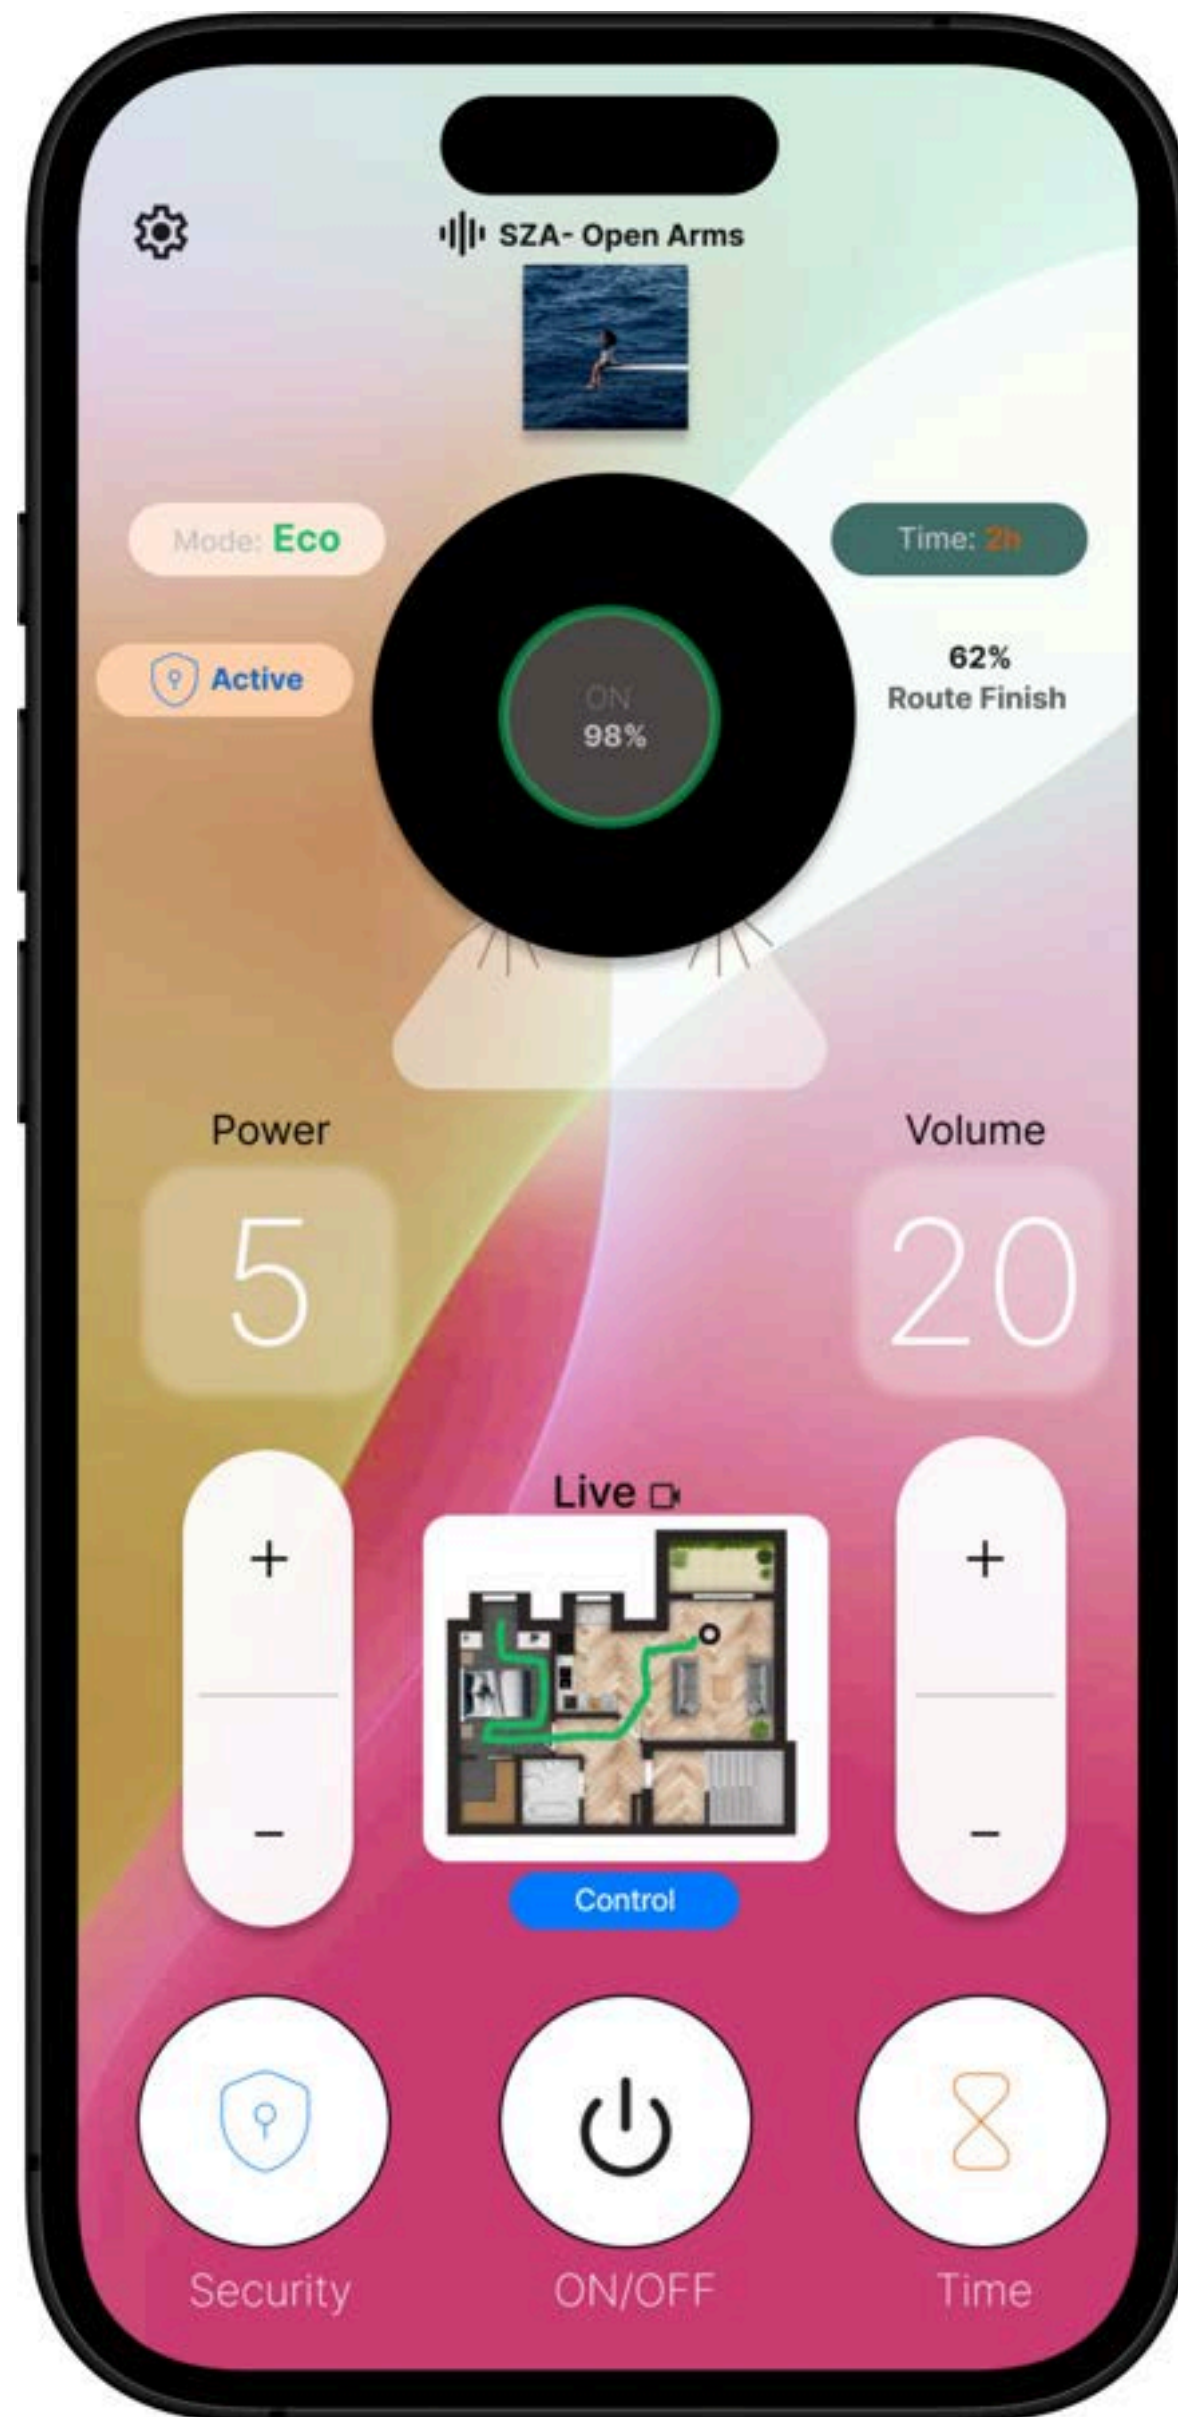 SZA- Open Arms
Mode: Eco
Time: 2h
Active
62%
Route Finish
ON
98%
Power
Volume
5
20
Live
+
+
-
-
Control
Security
ON/OFF
Time